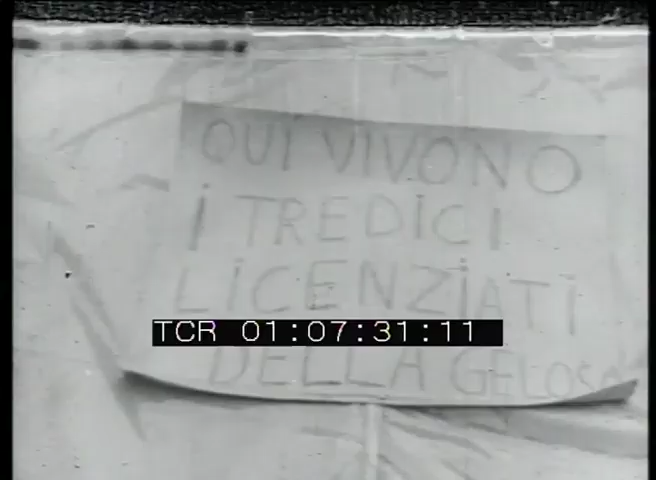 QUI VIVONO
i TREDiCI
LiCENZiATi
TCR 01:07:31:11
DELLA GELOSO